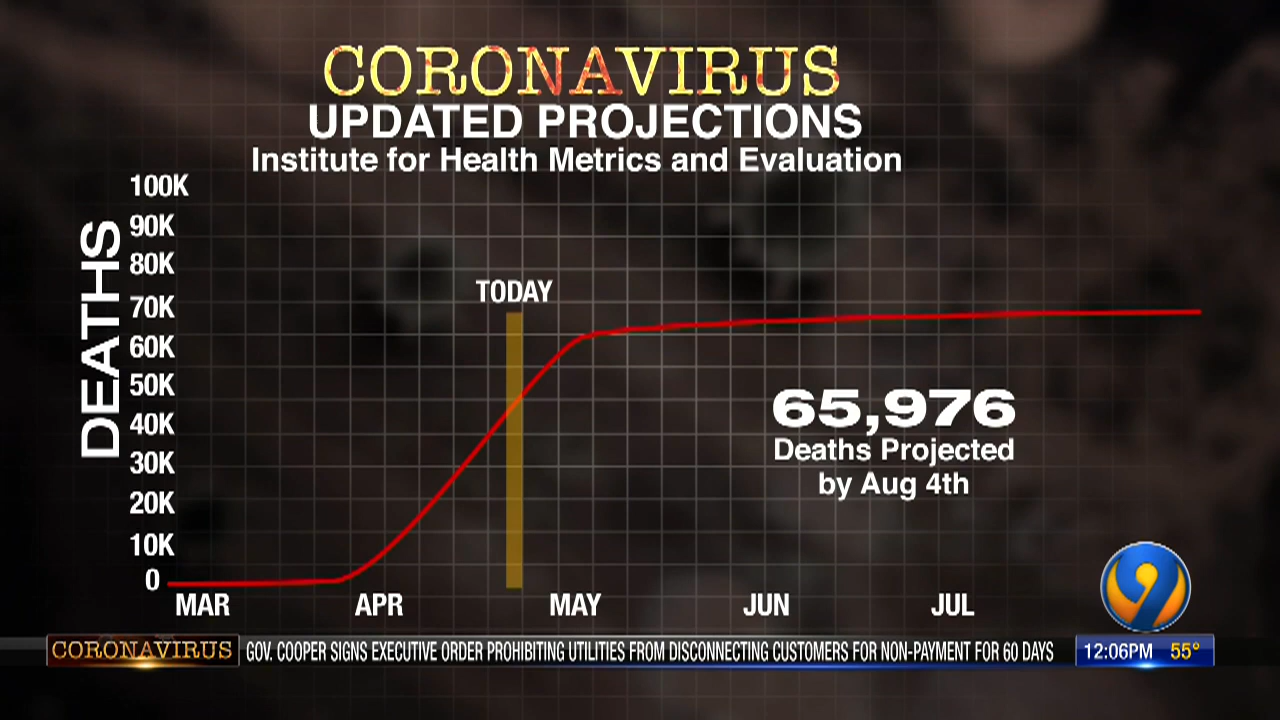 CORONAVIRUS
UPDATED PROJECTIONS
Institute for Health Metrics and Evaluation
DEATHS
100K
90K
80K
70K
60K
50K
40K
30K
20K
10K
0
TODAY
65,976
Deaths Projected
by Aug 4th
MAR APR MAY JUN JUL
9
CORONAVIRUS GOV. COOPER SIGNS EXECUTIVE ORDER PROHIBITING UTILITIES FROM DISCONNECTING CUSTOMERS FOR NON-PAYMENT FOR 60 DAYS 12:06PM 55°